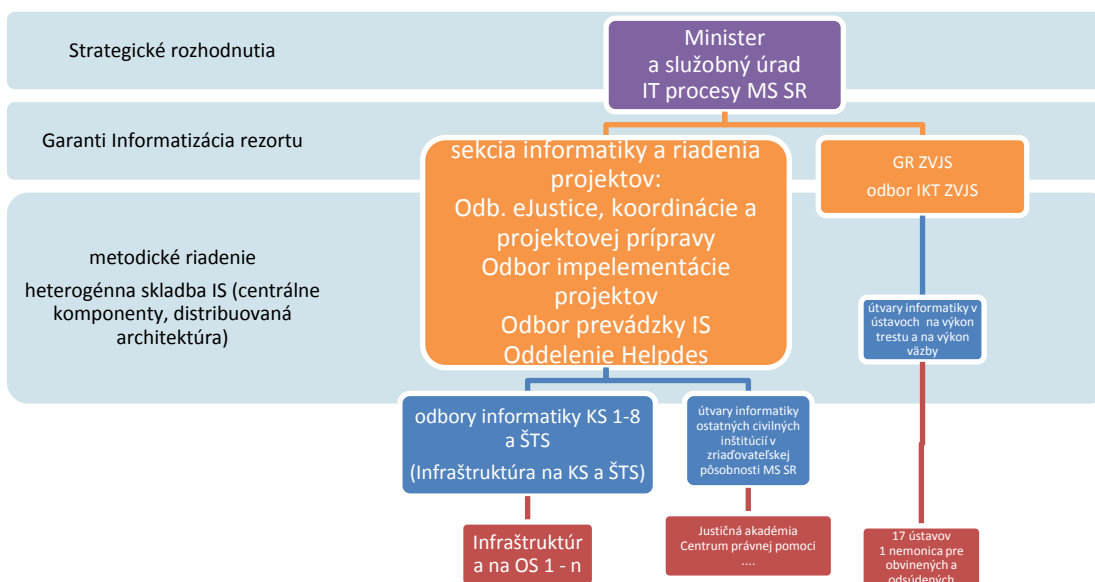 Strategické rozhodnutia
Minister
a služobný úrad
IT procesy MS SR
Garanti Informatizácia rezortu
sekcia informatiky a riadenia
projektov:
Odb. eJustice, koordinácie a
projektovej prípravy
Odbor impelementácie
projektov
Odbor prevádzky IS
Oddelenie Helpdes
GR ZVJS
odbor IKT ZVJS
metodické riadenie
heterogénna skladba IS (centrálne
komponenty, distribuovaná
architektúra)
útvary informatiky v
ústavoch na výkon
trestu a na výkon
väzby
odbory informatiky KS 1-8
a ŠTS
(Infraštruktúra na KS a ŠTS)
útvary informatiky
ostatných civilných
inštitúcií v
zriaďovateľskej
pôsobnosti MS SR
Infraštruktúr
a na OS 1 - n
Justičná akadémia
Centrum právnej pomoci
....
17 ústavov
1 nemonica pre
obvinených a
odsúdených